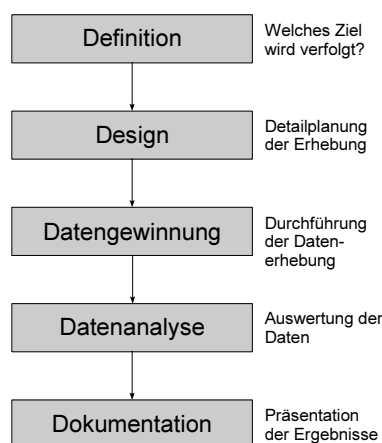 Definition
Welches Ziel
wird verfolgt?
Design
Detailplanung
der Erhebung
Datengewinnung
Durchführung
der Daten-
erhebung
Datenanalyse
Auswertung der
Daten
Dokumentation
Präsentation
der Ergebnisse